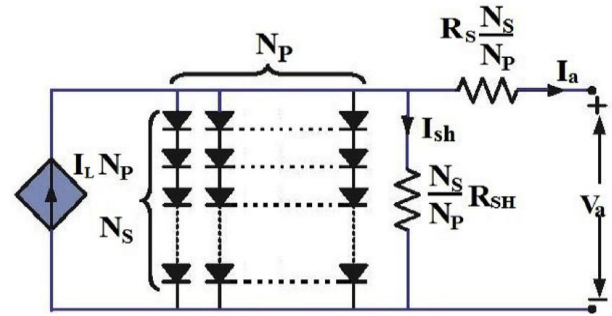 N_P
R_S N_S/N_P
I_a
I_sh
+
I_L N_P
N_S
N_S/N_P R_SH
V_a
−